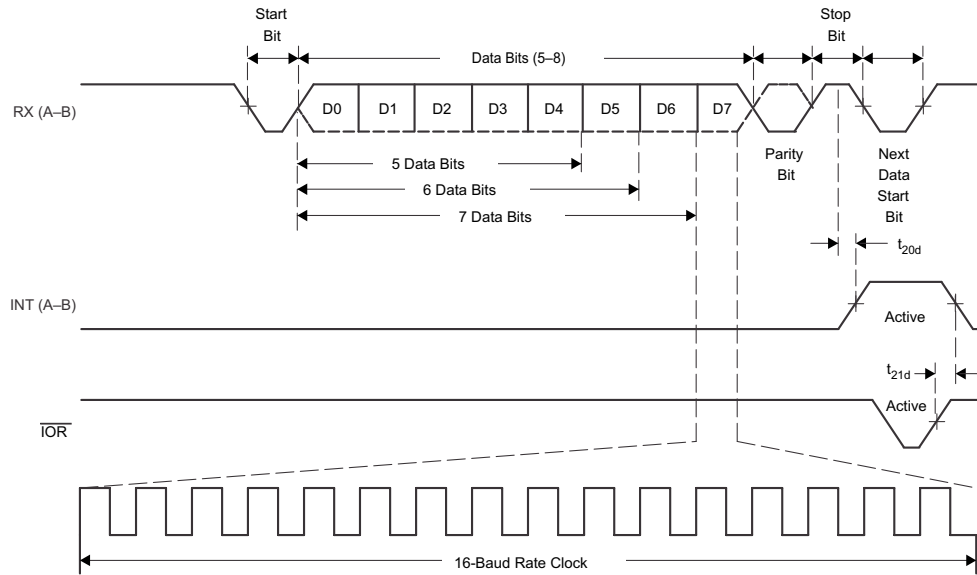 Start
Bit
Data Bits (5–8)
Stop
Bit
RX (A–B)
D0
D1
D2
D3
D4
D5
D6
D7
5 Data Bits
6 Data Bits
7 Data Bits
Parity
Bit
Next
Data
Start
Bit
t20d
INT (A–B)
Active
t21d
Active
IOR
16-Baud Rate Clock